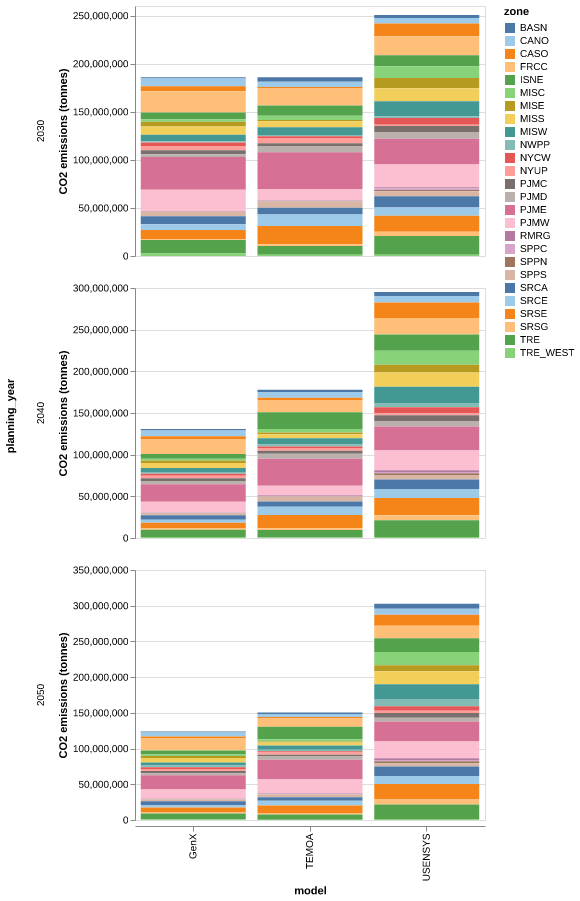 zone
BASN
CANO
CASO
FRCC
ISNE
MISC
MISE
MISS
MISW
NWPP
NYCW
NYUP
PJMC
PJMD
PJME
PJMW
RMRG
SPPC
SPPN
SPPS
SRCA
SRCE
SRSE
SRSG
TRE
TRE_WEST
planning_year
2030
CO2 emissions (tonnes)
250,000,000
200,000,000
150,000,000
100,000,000
50,000,000
0
2040
CO2 emissions (tonnes)
300,000,000
250,000,000
200,000,000
150,000,000
100,000,000
50,000,000
0
2050
CO2 emissions (tonnes)
350,000,000
300,000,000
250,000,000
200,000,000
150,000,000
100,000,000
50,000,000
0
GenX
TEMOA
USENSYS
model